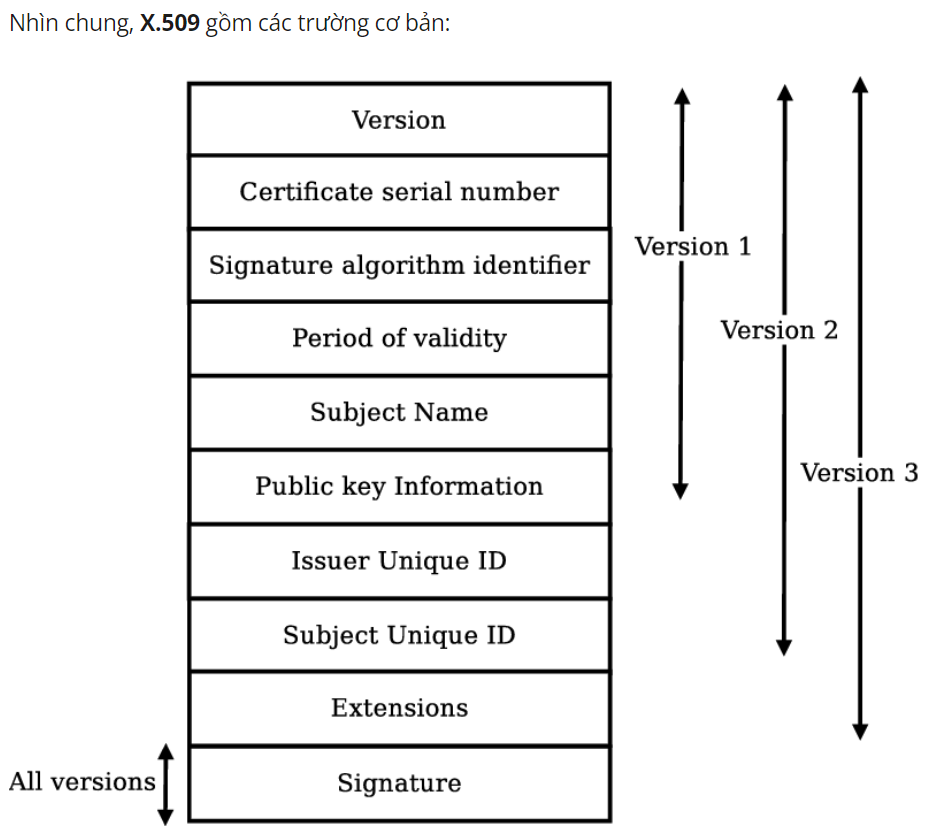 Nhìn chung, X.509 gồm các trường cơ bản:
Version
Certificate serial number
Signature algorithm identifier
Period of validity
Subject Name
Public key Information
Issuer Unique ID
Subject Unique ID
Extensions
Signature
Version 1
Version 2
Version 3
All versions